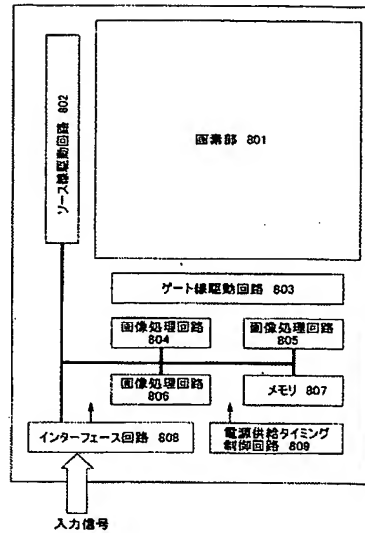 ソース線駆動回路 802
画素部 801
ゲート線駆動回路 803
画像処理回路
804
画像処理回路
805
画像処理回路
806
メモリ 807
インターフェース回路 808
電源供給タイミング
制御回路 809
入力信号